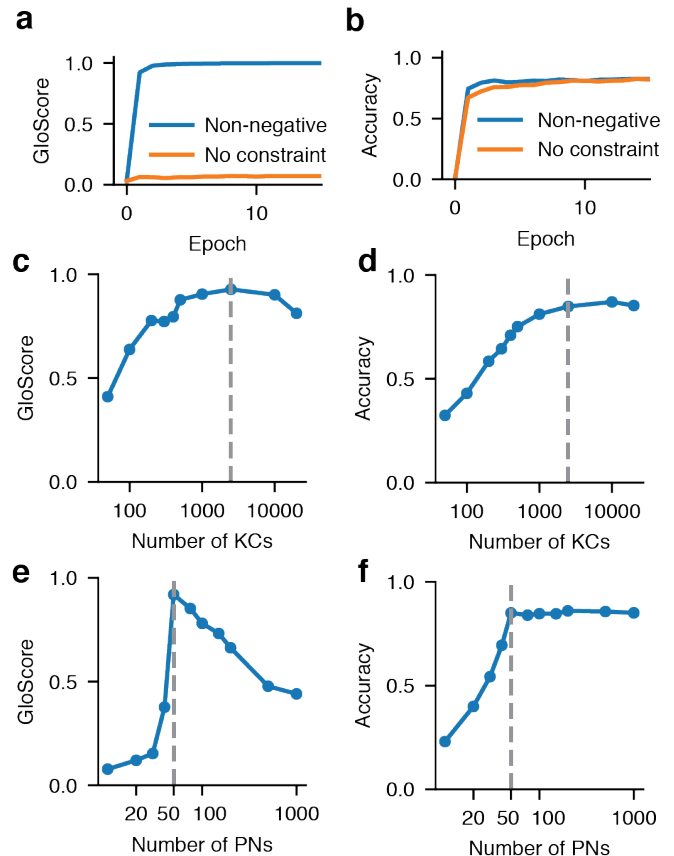 a
GloScore
1.0
0.5
0.0
Non-negative
No constraint
0
10
Epoch
b
Accuracy
1.0
0.5
0.0
Non-negative
No constraint
0
10
Epoch
c
GloScore
1.0
0.5
0.0
100
1000
10000
Number of KCs
d
Accuracy
1.0
0.5
0.0
100
1000
10000
Number of KCs
e
GloScore
1.0
0.5
0.0
20
50
100
1000
Number of PNs
f
Accuracy
1.0
0.5
0.0
20
50
100
1000
Number of PNs